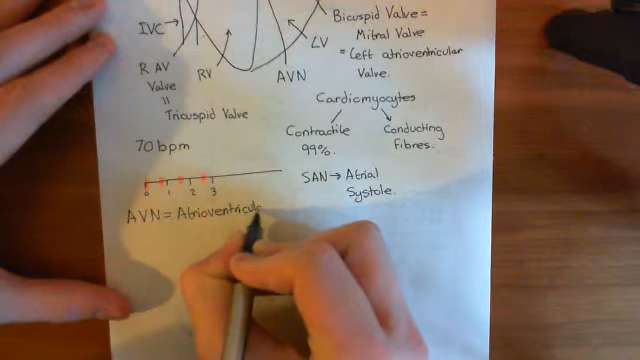 IVC→
R AV
Valve
=
Tricuspid Valve
RV
AVN
LV
Bicuspid Valve =
Mitral Valve
= Left atrioventricular
Valve.
Cardiomyocytes
Contractile
99%.
Conducting
Fibres.
70 bpm
0 1 2 3
SAN → Atrial
Systole.
AVN = Atrioventricula